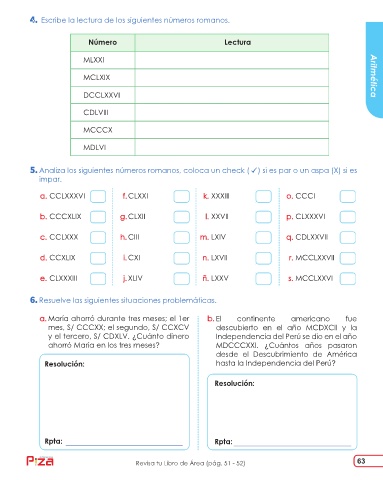 4. Escribe la lectura de los siguientes números romanos.
Número Lectura
MLXXI
MCLXIX
DCCLXXVII
CDLVIII
MCCCX
MDLVI
Aritmética
5. Analiza los siguientes números romanos, coloca un check (✓) si es par o un aspa (X) si es
impar.
a. CCLXXXVI f. CLXXI k. XXXIII o. CCCI
b. CCCXLIX g. CLXII l. XXVII p. CLXXXVI
c. CCLXXX h. CIII m. LXIV q. CDLXXVII
d. CCXLIX i. CXI n. LXVII r. MCCLXXVII
e. CLXXXIII j. XLIV ñ. LXXV s. MCCLXXVI
6. Resuelve las siguientes situaciones problemáticas.
a. María ahorró durante tres meses; el 1er
mes, S/ CCCXX; el segundo, S/ CCXCV
y el tercero, S/ CDXLV. ¿Cuánto dinero
ahorró María en los tres meses?
Resolución:
Rpta:
b. El continente americano fue
descubierto en el año MCDXCII y la
Independencia del Perú se dio en el año
MDCCCXXI. ¿Cuántos años pasaron
desde el Descubrimiento de América
hasta la Independencia del Perú?
Resolución:
Rpta:
Piza
Revisa tu Libro de Área (pág. 51 - 52)
63